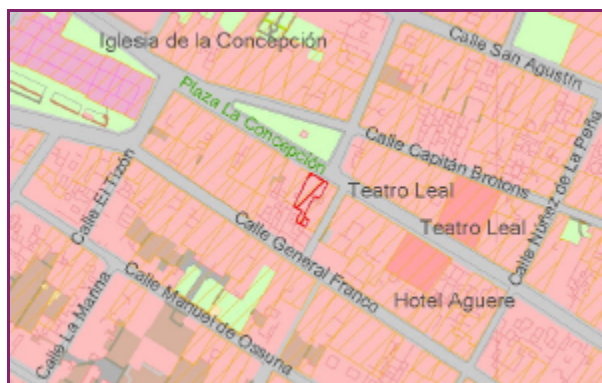 Iglesia de la Concepción
Calle San Agustín
Plaza La Concepción
Calle Capitán Brotons
Calle Núñez de La Peña
Teatro Leal
Teatro Leal
Calle El Tizón
Calle General Franco
Hotel Aguere
Calle Manuel de Ossuna
Calle La Marina